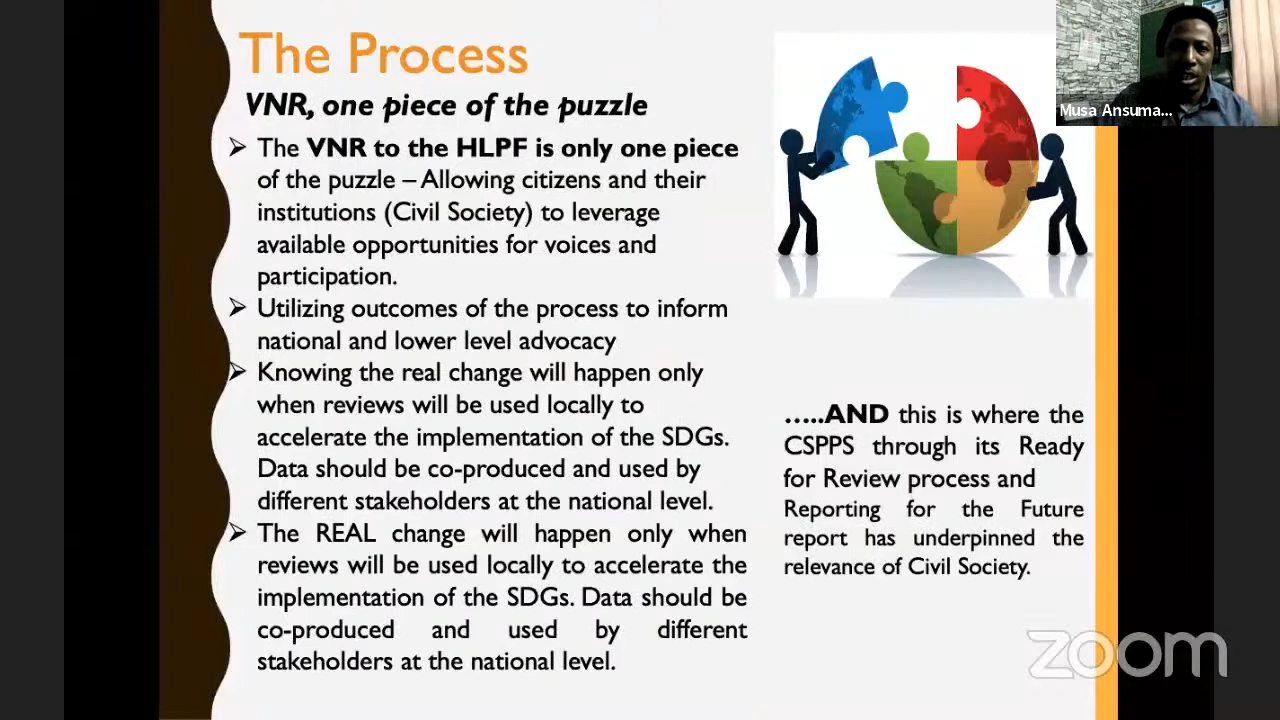 The Process
VNR, one piece of the puzzle
➢ The VNR to the HLPF is only one piece
of the puzzle – Allowing citizens and their
institutions (Civil Society) to leverage
available opportunities for voices and
participation.
➢ Utilizing outcomes of the process to inform
national and lower level advocacy
➢ Knowing the real change will happen only
when reviews will be used locally to
accelerate the implementation of the SDGs.
Data should be co-produced and used by
different stakeholders at the national level.
➢ The REAL change will happen only when
reviews will be used locally to accelerate the
implementation of the SDGs. Data should be
co-produced and used by different
stakeholders at the national level.
Musa Ansuma...
…..AND this is where the
CSPPS through its Ready
for Review process and
Reporting for the Future
report has underpinned the
relevance of Civil Society.
zoom